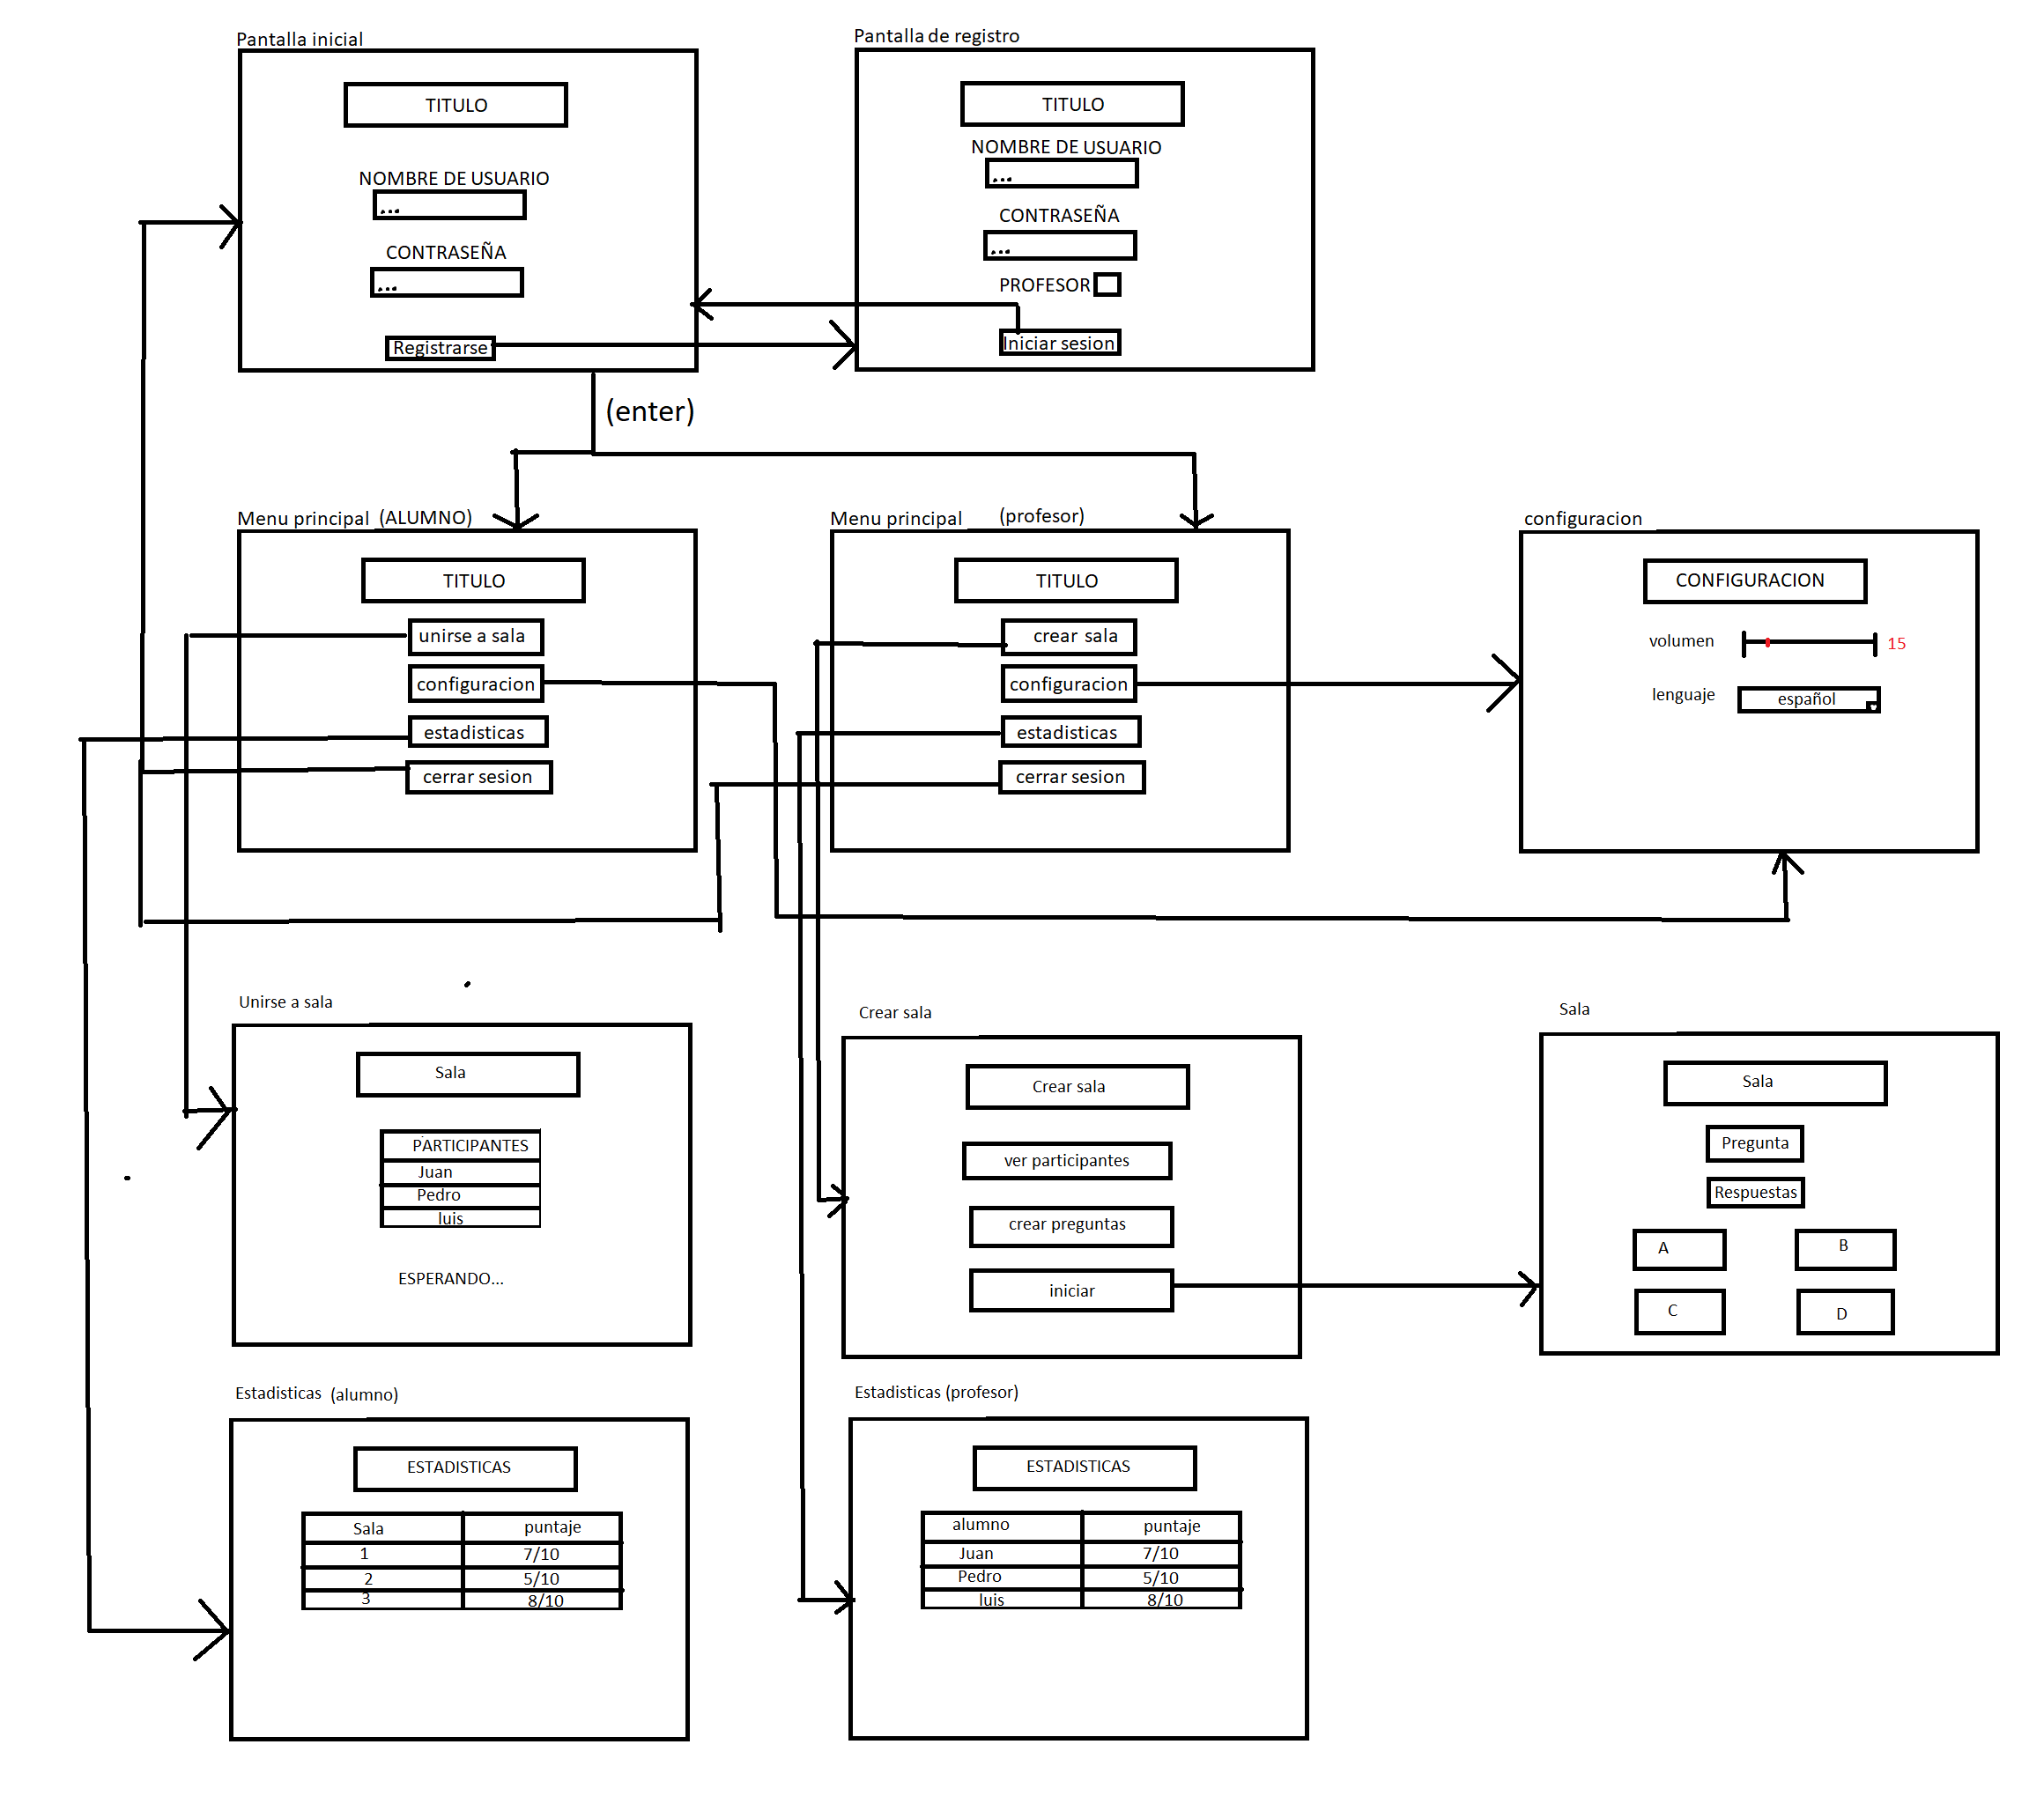 Pantalla inicial
TITULO
NOMBRE DE USUARIO
...
CONTRASEÑA
...
Registrarse
Pantalla de registro
TITULO
NOMBRE DE USUARIO
...
CONTRASEÑA
...
PROFESOR
Iniciar sesion
(enter)
Menu principal (ALUMNO)
TITULO
unirse a sala
configuracion
estadisticas
cerrar sesion
Menu principal (profesor)
TITULO
crear sala
configuracion
estadisticas
cerrar sesion
configuracion
CONFIGURACION
volumen 15
lenguaje español
Unirse a sala
Sala
PARTICIPANTES
Juan
Pedro
luis
ESPERANDO...
Crear sala
Crear sala
ver participantes
crear preguntas
iniciar
Sala
Sala
Pregunta
Respuestas
A B
C D
Estadisticas (alumno)
ESTADISTICAS
Sala puntaje
1 7/10
2 5/10
3 8/10
Estadisticas (profesor)
ESTADISTICAS
alumno puntaje
Juan 7/10
Pedro 5/10
luis 8/10